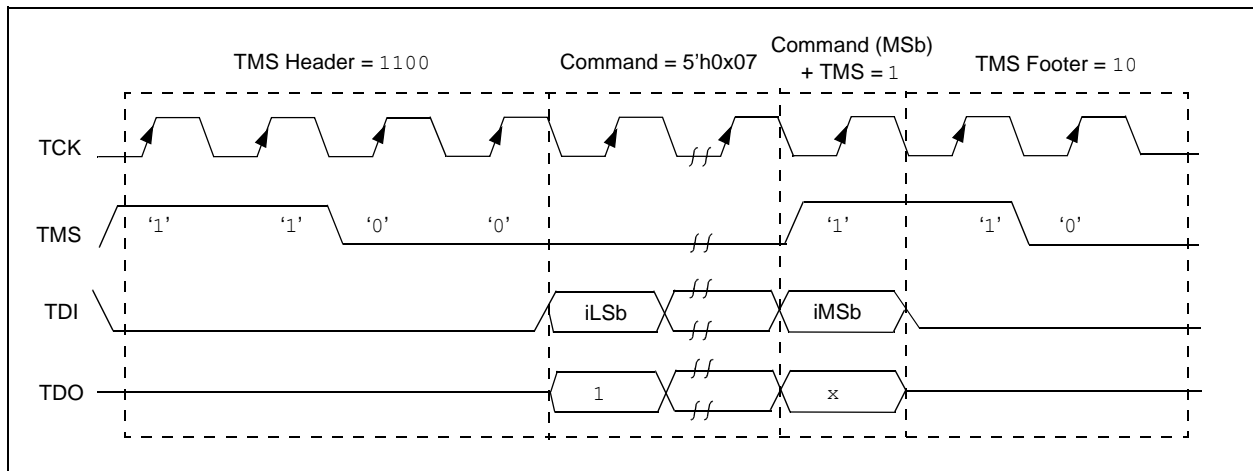 TMS Header = 1100
Command = 5'h0x07
Command (MSb)
+ TMS = 1
TMS Footer = 10
TCK
TMS
‘1’ ‘1’ ‘0’ ‘0’ ‘1’ ‘1’ ‘0’
TDI
iLSb
iMSb
TDO
1
x